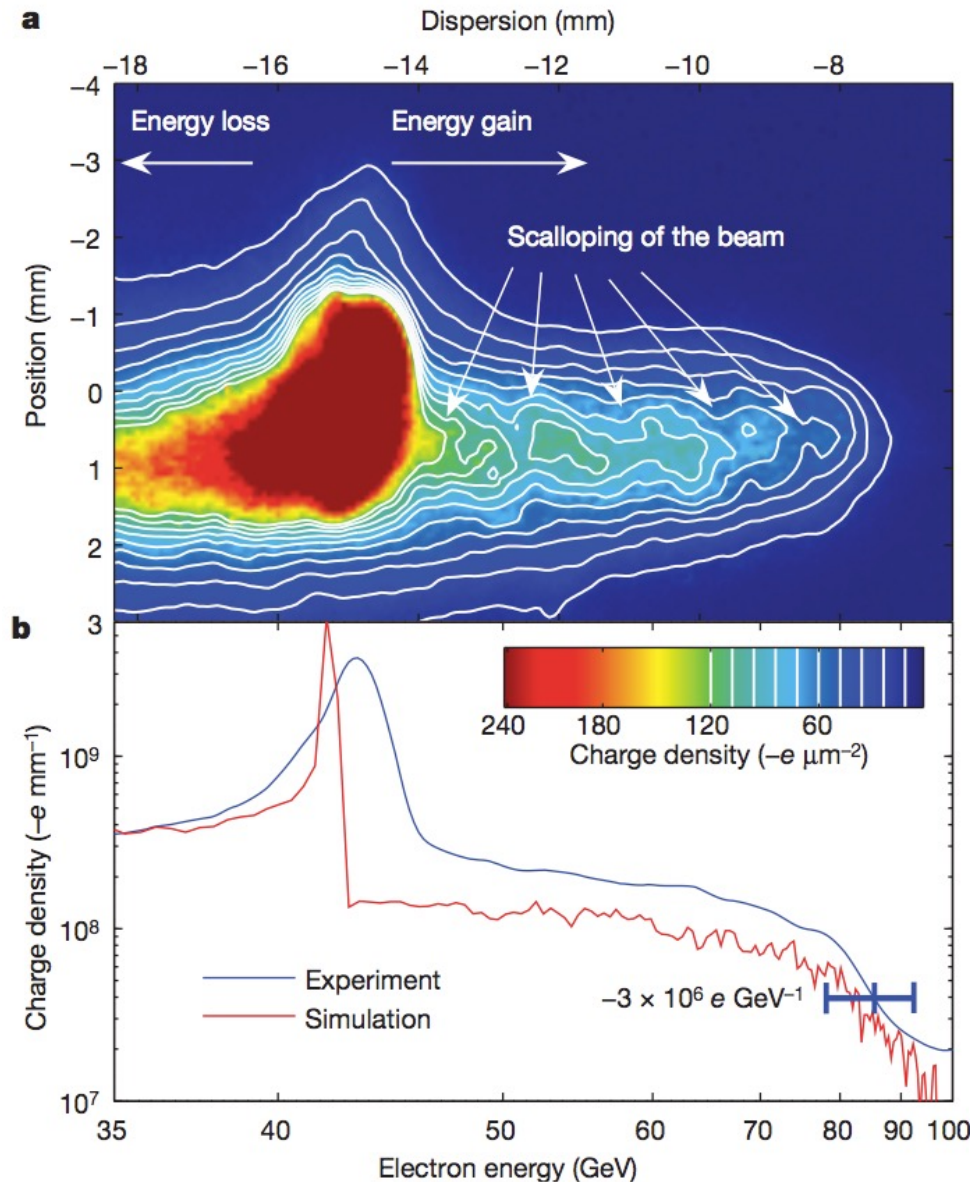 a
Dispersion (mm)
−18 −16 −14 −12 −10 −8
−4
Energy loss
Energy gain
−3
−2
Scalloping of the beam
−1
Position (mm)
0
1
2
3
b
240 180 120 60
Charge density (−e μm⁻²)
10⁹
Charge density (−e mm⁻¹)
10⁸
Experiment
−3 × 10⁶ e GeV⁻¹
Simulation
10⁷
35 40 50 60 70 80 90 100
Electron energy (GeV)